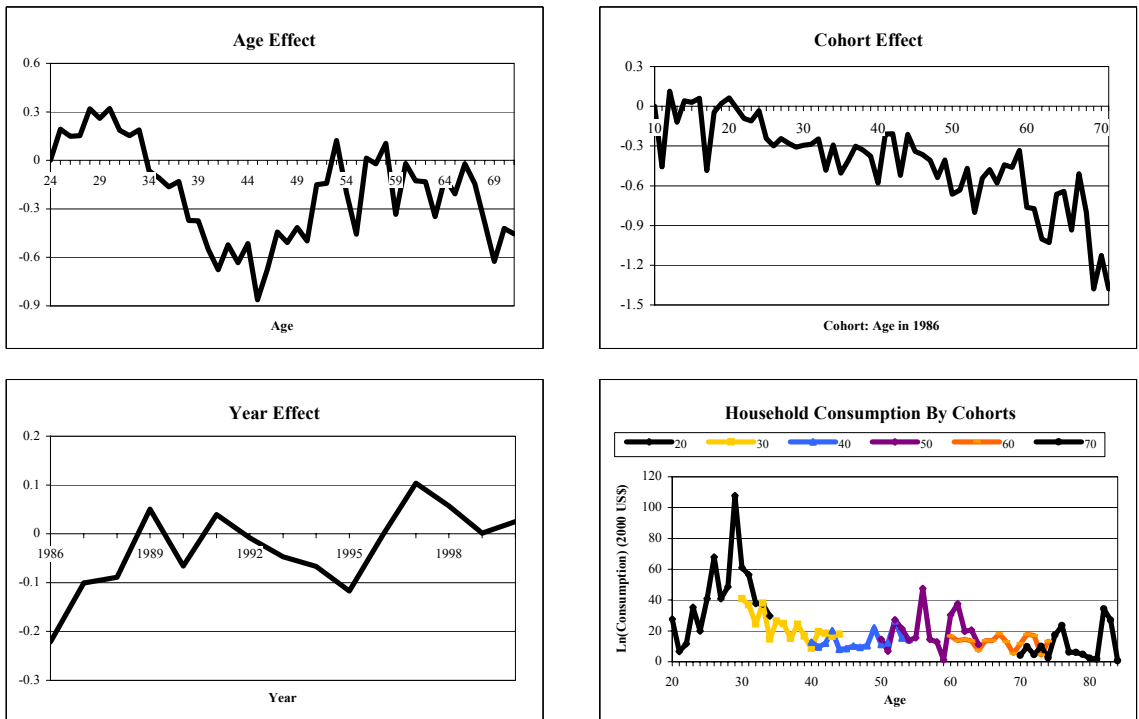 Age Effect
0.6
0.3
0
-0.3
-0.6
-0.9
24 29 34 39 44 49 54 59 64 69
Age
Cohort Effect
0.3
0
-0.3
-0.6
-0.9
-1.2
-1.5
10 20 30 40 50 60 70
Cohort: Age in 1986
Year Effect
0.2
0.1
0
-0.1
-0.2
-0.3
1986 1989 1992 1995 1998
Year
Household Consumption By Cohorts
20 30 40 50 60 70
Ln(Consumption) (2000 US$)
120
100
80
60
40
20
0
20 30 40 50 60 70 80
Age